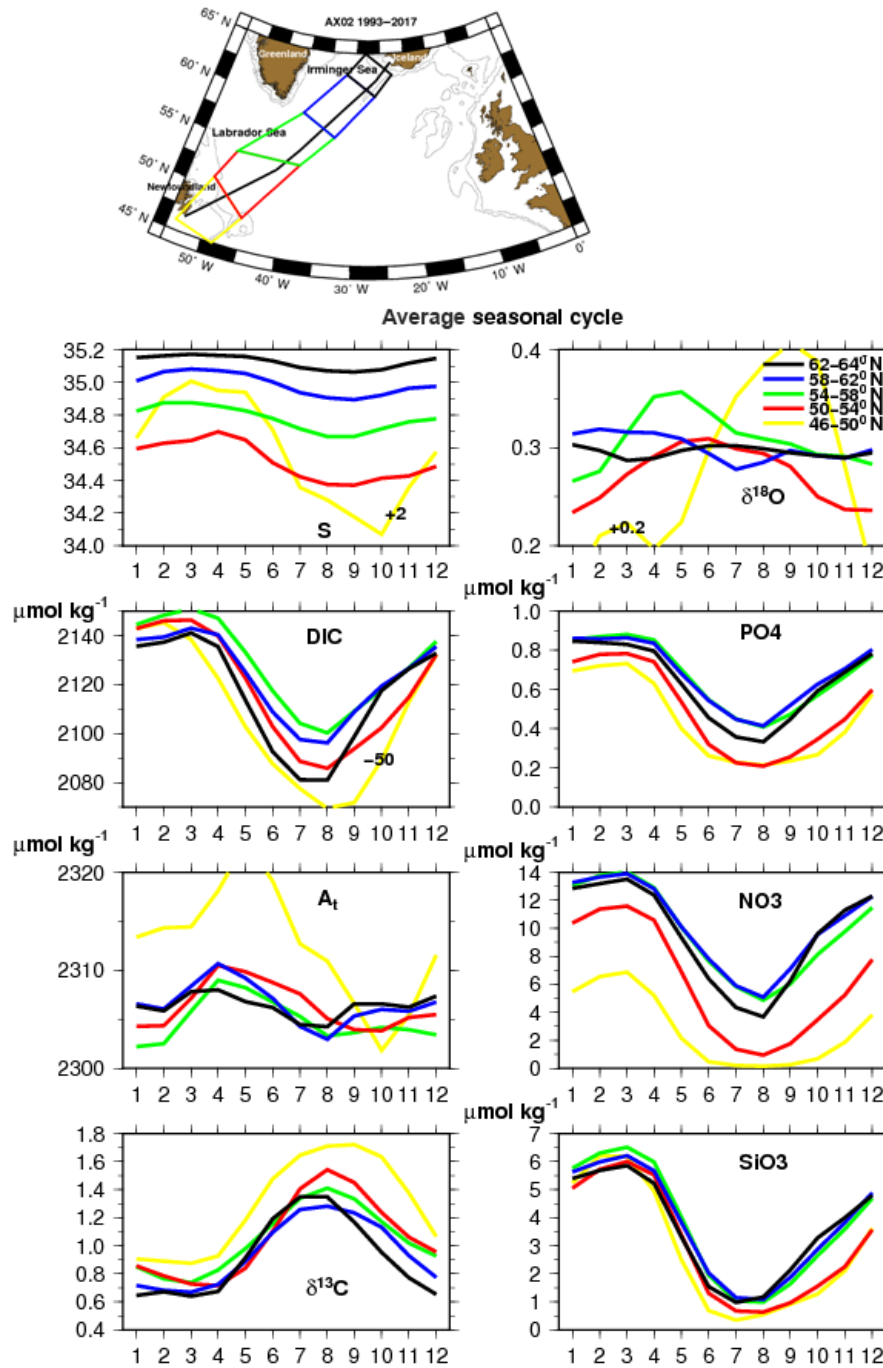 AX02 1993–2017
65˚ N
60˚ N
55˚ N
50˚ N
45˚ N
Greenland
Iceland
Irminger Sea
Labrador Sea
Newfoundland
50˚ W
40˚ W
30˚ W
20˚ W
10˚ W
0˚
Average seasonal cycle
35.2
35.0
34.8
34.6
34.4
34.2
34.0
+2
S
1 2 3 4 5 6 7 8 9 10 11 12
0.4
0.3
0.2
62–64⁰ N
58–62⁰ N
54–58⁰ N
50–54⁰ N
46–50⁰ N
δ¹⁸O
+0.2
1 2 3 4 5 6 7 8 9 10 11 12
μmol kg⁻¹
2140
2120
2100
2080
DIC
−50
1 2 3 4 5 6 7 8 9 10 11 12
μmol kg⁻¹
1.0
0.8
0.6
0.4
0.2
0.0
PO4
1 2 3 4 5 6 7 8 9 10 11 12
μmol kg⁻¹
2320
2310
2300
Aₜ
1 2 3 4 5 6 7 8 9 10 11 12
μmol kg⁻¹
14
12
10
8
6
4
2
0
NO3
1 2 3 4 5 6 7 8 9 10 11 12
1.8
1.6
1.4
1.2
1.0
0.8
0.6
0.4
δ¹³C
1 2 3 4 5 6 7 8 9 10 11 12
μmol kg⁻¹
7
6
5
4
3
2
1
0
SiO3
1 2 3 4 5 6 7 8 9 10 11 12